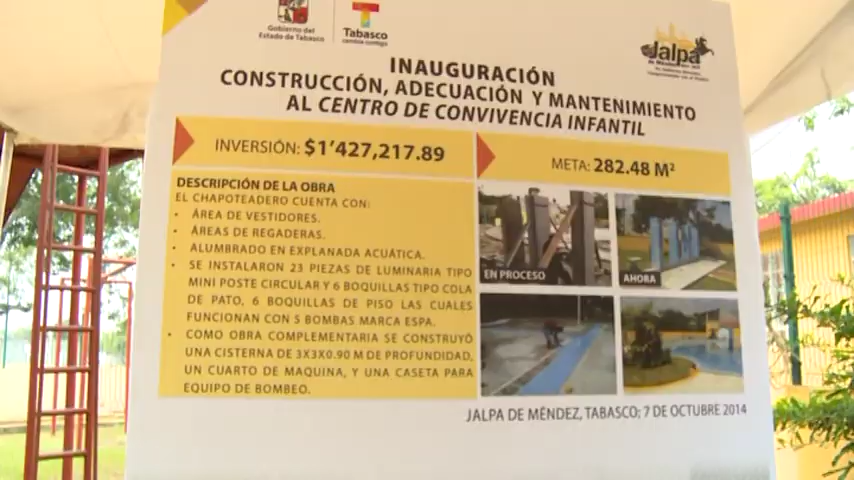 Gobierno del
Estado de Tabasco
Tabasco
cambia contigo
Jalpa
de Méndez
INAUGURACIÓN
CONSTRUCCIÓN, ADECUACIÓN Y MANTENIMIENTO
AL CENTRO DE CONVIVENCIA INFANTIL
INVERSIÓN: $1'427,217.89
META: 282.48 M²
DESCRIPCIÓN DE LA OBRA
EL CHAPOTEADERO CUENTA CON:
• ÁREA DE VESTIDORES.
• ÁREAS DE REGADERAS.
• ALUMBRADO EN EXPLANADA ACUÁTICA.
• SE INSTALARON 23 PIEZAS DE LUMINARIA TIPO
MINI POSTE CIRCULAR Y 6 BOQUILLAS TIPO COLA
DE PATO, 6 BOQUILLAS DE PISO LAS CUALES
FUNCIONAN CON 5 BOMBAS MARCA ESPA.
• COMO OBRA COMPLEMENTARIA SE CONSTRUYÓ
UNA CISTERNA DE 3X3X0.90 M DE PROFUNDIDAD,
UN CUARTO DE MAQUINA, Y UNA CASETA PARA
EQUIPO DE BOMBEO.
EN PROCESO
AHORA
JALPA DE MÉNDEZ, TABASCO; 7 DE OCTUBRE 2014